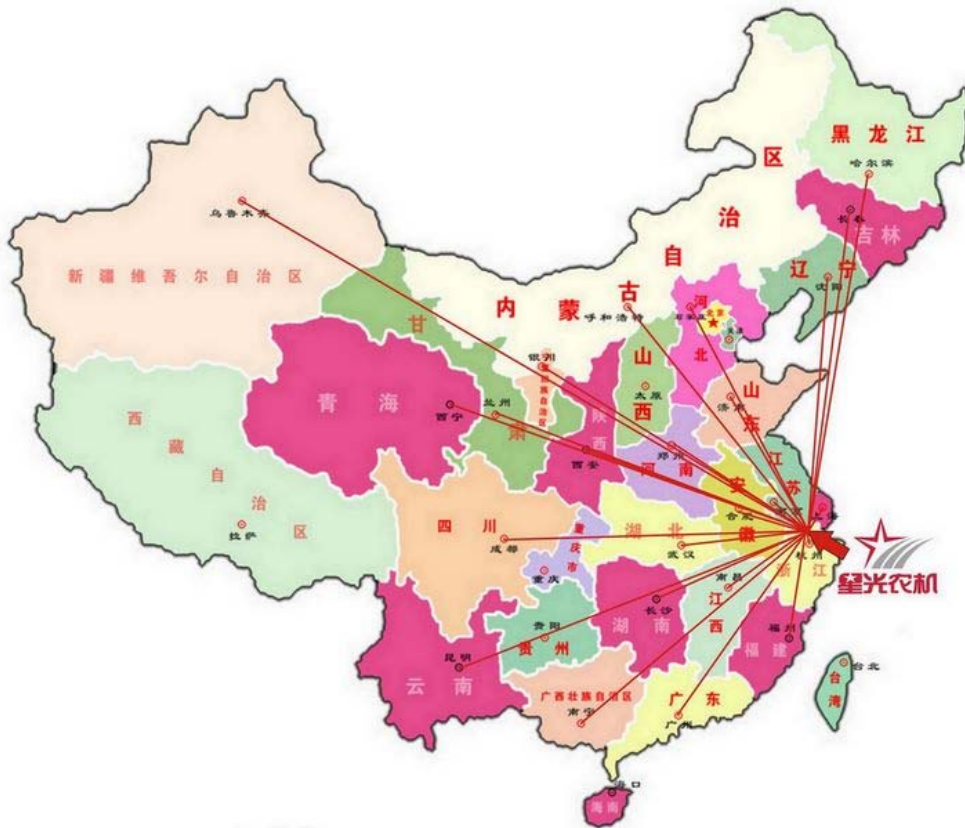 黑龙江
哈尔滨
长春
吉林
辽宁
沈阳
内蒙古自治区
呼和浩特
乌鲁木齐
新疆维吾尔自治区
甘肃
兰州
银川
青海
西宁
陕西
西安
山西
太原
河北
北京
山东
济南
河南
郑州
江苏
安徽
合肥
西藏自治区
拉萨
四川
成都
重庆市
重庆
湖北
武汉
杭州
浙江
星光农机
南昌
江西
长沙
湖南
贵阳
贵州
福州
福建
昆明
云南
广西壮族自治区
南宁
广东
广州
台北
台湾
海口
海南